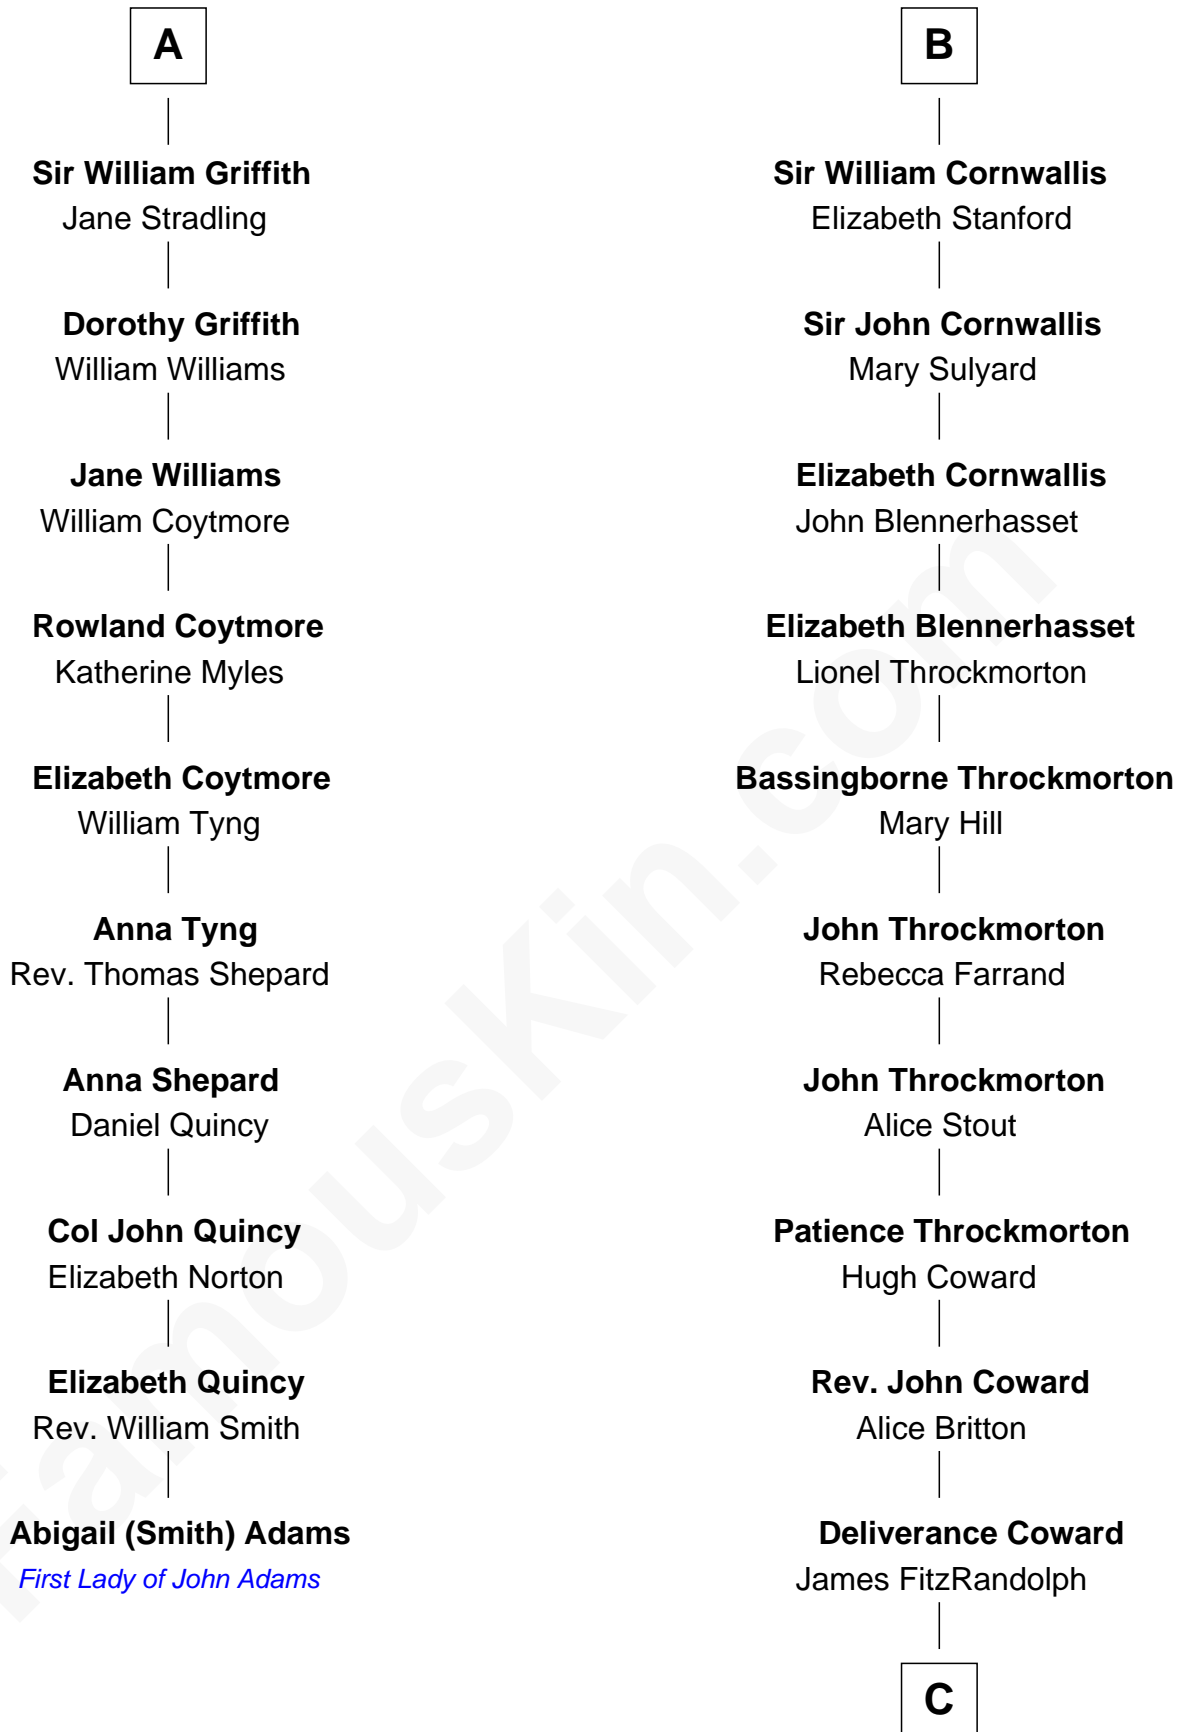 A
Sir William Griffith
Jane Stradling
Dorothy Griffith
William Williams
Jane Williams
William Coytmore
Rowland Coytmore
Katherine Myles
Elizabeth Coytmore
William Tyng
Anna Tyng
Rev. Thomas Shepard
Anna Shepard
Daniel Quincy
Col John Quincy
Elizabeth Norton
Elizabeth Quincy
Rev. William Smith
Abigail (Smith) Adams
First Lady of John Adams
B
Sir William Cornwallis
Elizabeth Stanford
Sir John Cornwallis
Mary Sulyard
Elizabeth Cornwallis
John Blennerhasset
Elizabeth Blennerhasset
Lionel Throckmorton
Bassingborne Throckmorton
Mary Hill
John Throckmorton
Rebecca Farrand
John Throckmorton
Alice Stout
Patience Throckmorton
Hugh Coward
Rev. John Coward
Alice Britton
Deliverance Coward
James FitzRandolph
C
FamousKin.com